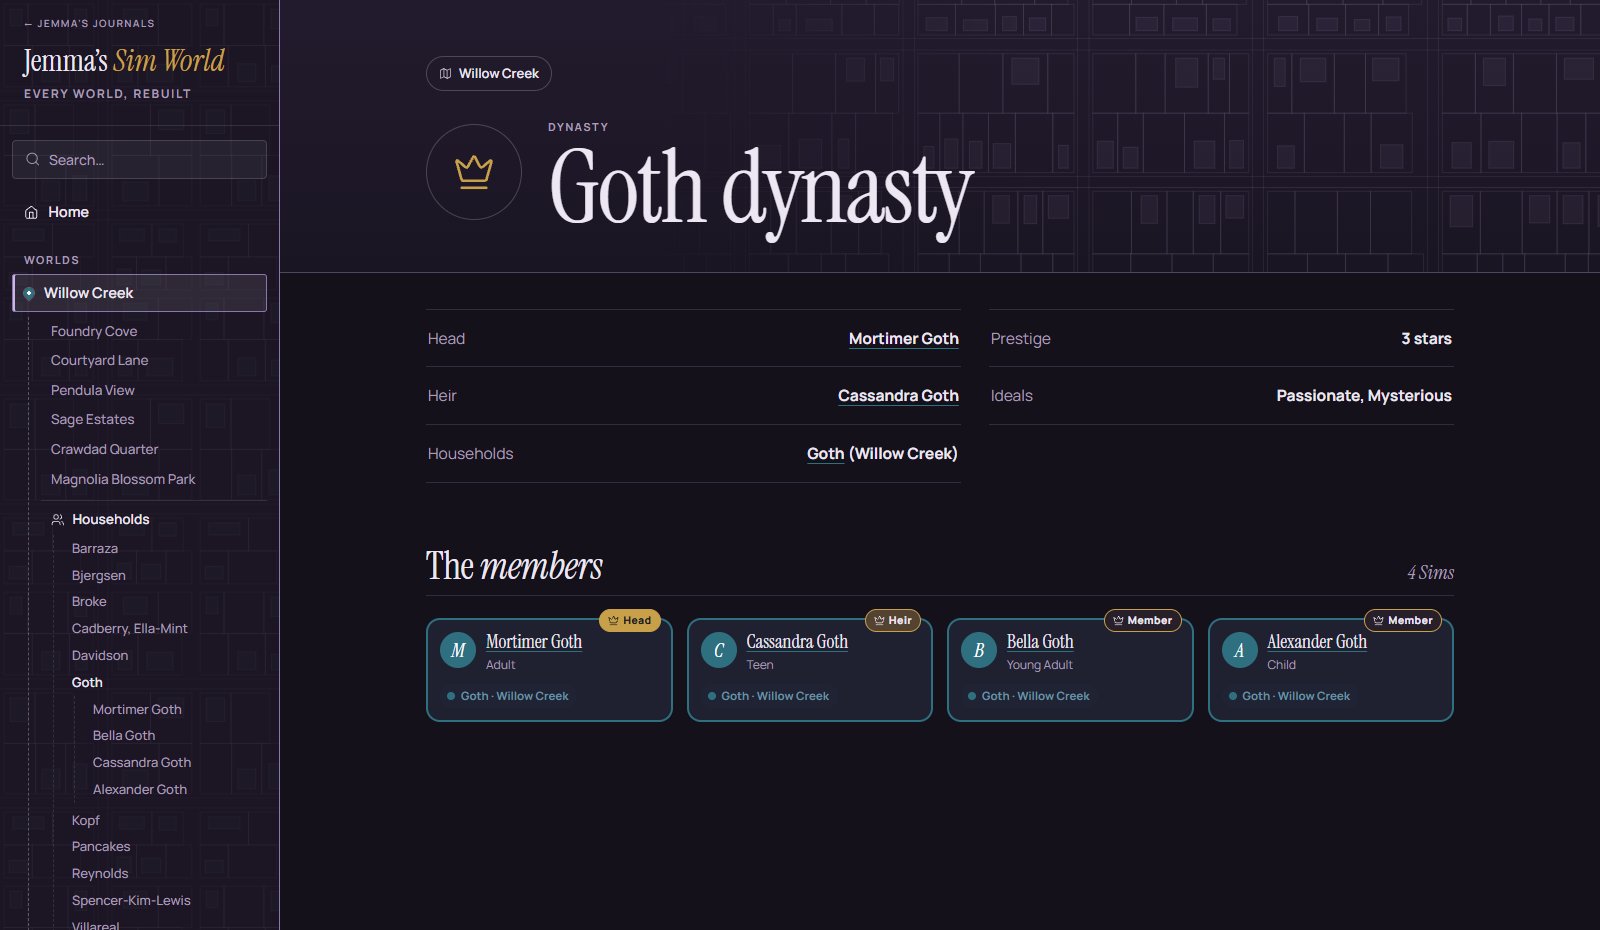 ← JEMMA'S JOURNALS
Jemma's Sim World
EVERY WORLD, REBUILT
Search...
Home
WORLDS
Willow Creek
Foundry Cove
Courtyard Lane
Pendula View
Sage Estates
Crawdad Quarter
Magnolia Blossom Park
Households
Barraza
Bjergsen
Broke
Cadberry, Ella-Mint
Davidson
Goth
Mortimer Goth
Bella Goth
Cassandra Goth
Alexander Goth
Kopf
Pancakes
Reynolds
Spencer-Kim-Lewis
Villareal
Willow Creek
DYNASTY
Goth dynasty
Head Mortimer Goth
Prestige 3 stars
Heir Cassandra Goth
Ideals Passionate, Mysterious
Households Goth (Willow Creek)
The members 4 Sims
Head
M Mortimer Goth
Adult
Goth · Willow Creek
Heir
C Cassandra Goth
Teen
Goth · Willow Creek
Member
B Bella Goth
Young Adult
Goth · Willow Creek
Member
A Alexander Goth
Child
Goth · Willow Creek